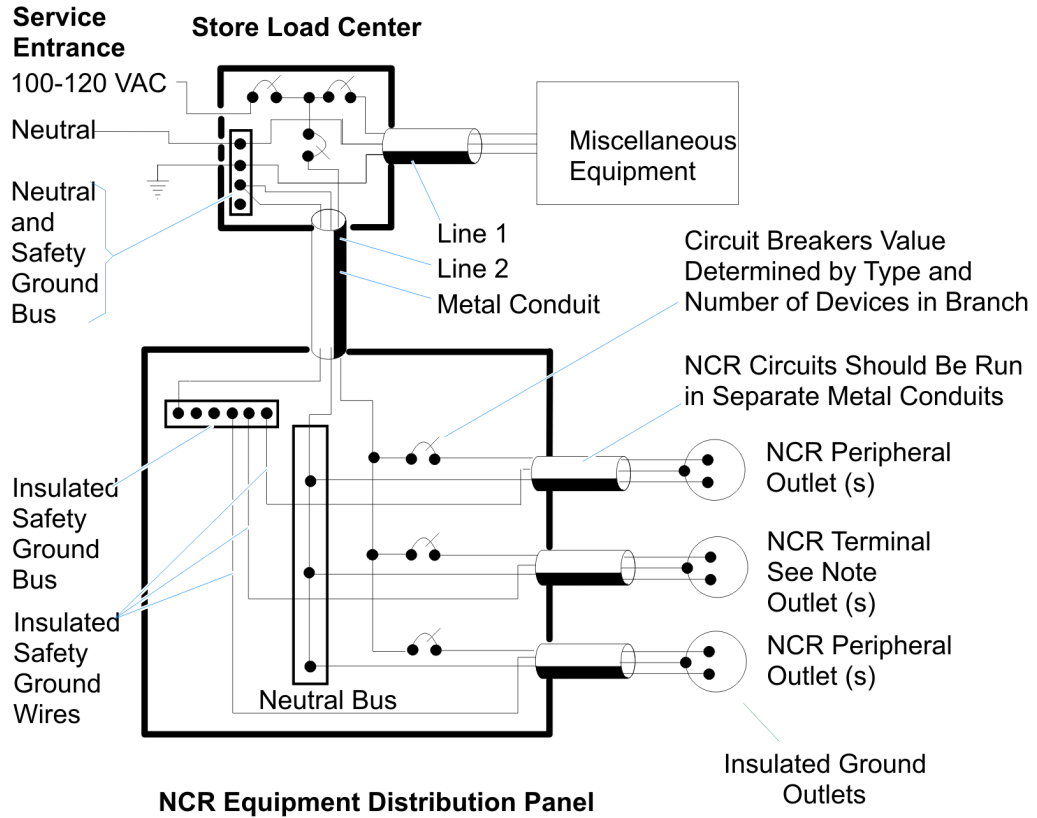 Service
Entrance
Store Load Center
100-120 VAC
Neutral
Neutral
and
Safety
Ground
Bus
Miscellaneous
Equipment
Line 1
Line 2
Metal Conduit
Circuit Breakers Value
Determined by Type and
Number of Devices in Branch
NCR Circuits Should Be Run
in Separate Metal Conduits
NCR Peripheral
Outlet (s)
Insulated
Safety
Ground
Bus
NCR Terminal
See Note
Outlet (s)
Insulated
Safety
Ground
Wires
NCR Peripheral
Outlet (s)
Neutral Bus
Insulated Ground
Outlets
NCR Equipment Distribution Panel